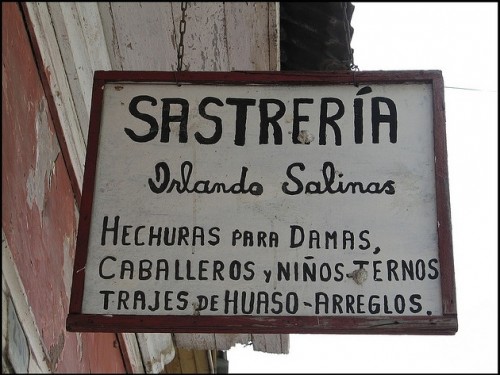 SASTRERÍA
Orlando Salinas
HECHURAS PARA DAMAS,
CABALLEROS y NIÑOS TERNOS
TRAJES DE HUASO-ARREGLOS.